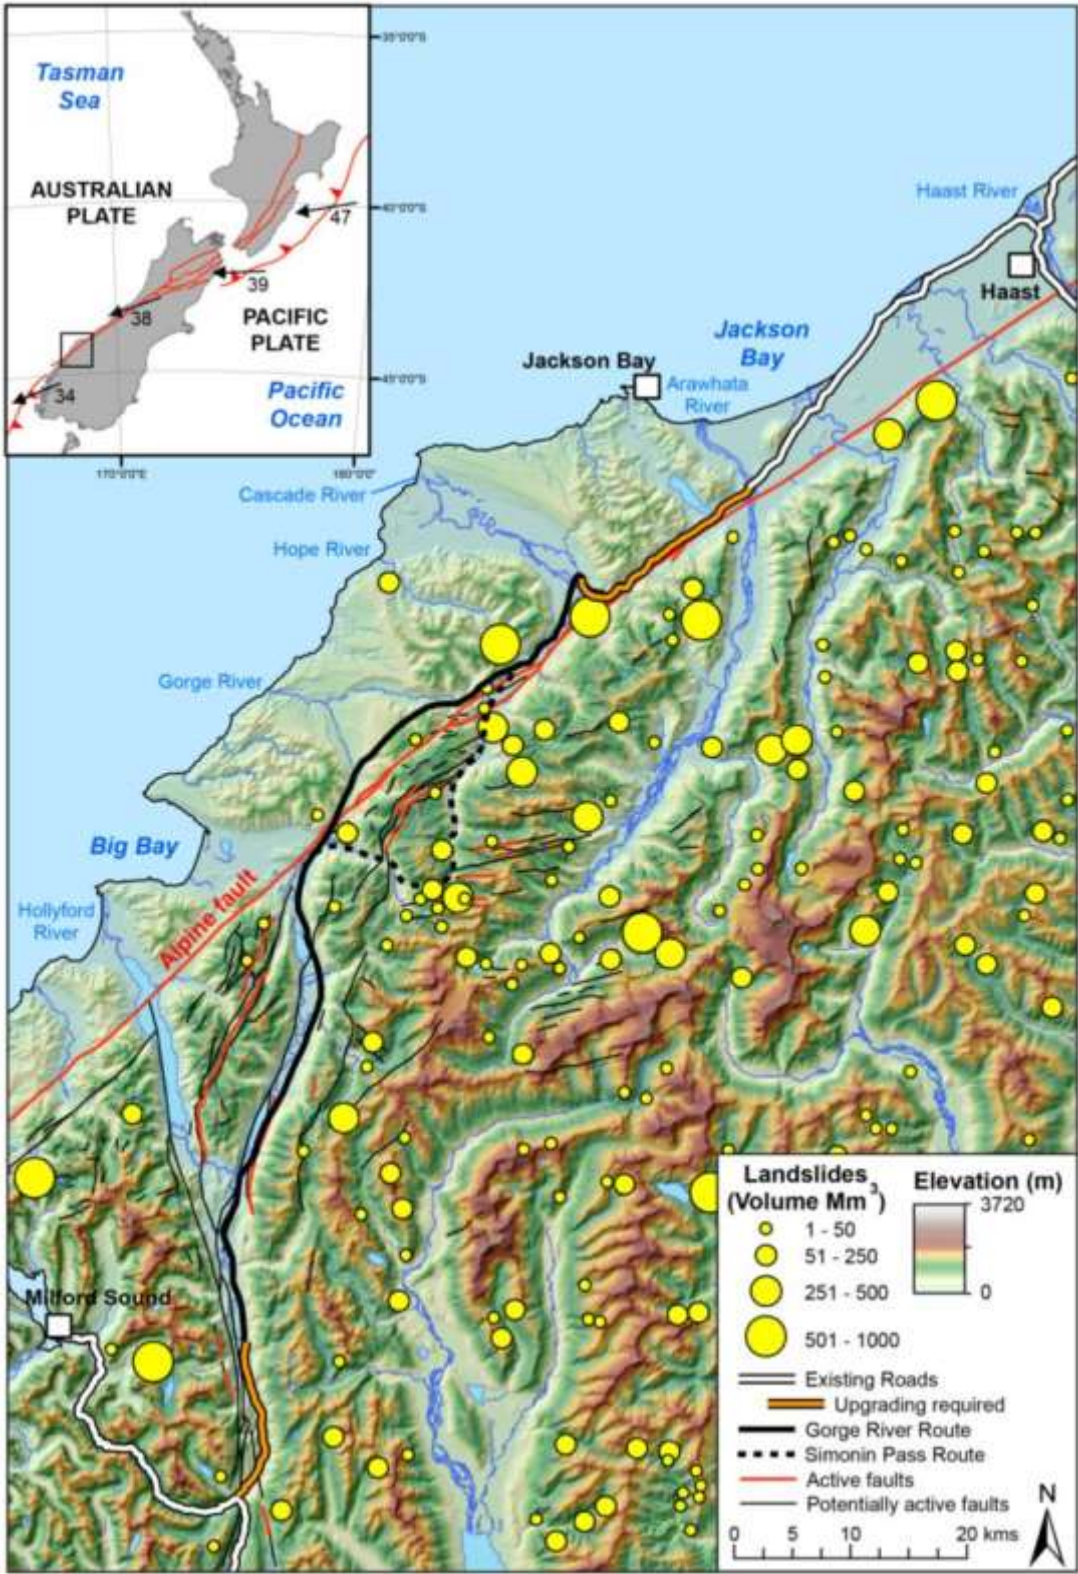 Tasman
Sea
35°0'0"S
AUSTRALIAN
PLATE
40°0'0"S
47
39
38
PACIFIC
PLATE
34
Pacific
Ocean
45°0'0"S
170°0'0"E
180°0'0"
Haast River
Haast
Jackson
Bay
Jackson Bay
Arawhata
River
Cascade River
Hope River
Gorge River
Big Bay
Hollyford
River
Alpine fault
Milford Sound
Landslides
(Volume Mm³)
1 - 50
51 - 250
251 - 500
501 - 1000
Elevation (m)
3720
0
Existing Roads
Upgrading required
Gorge River Route
Simonin Pass Route
Active faults
Potentially active faults
N
0 5 10 20 kms